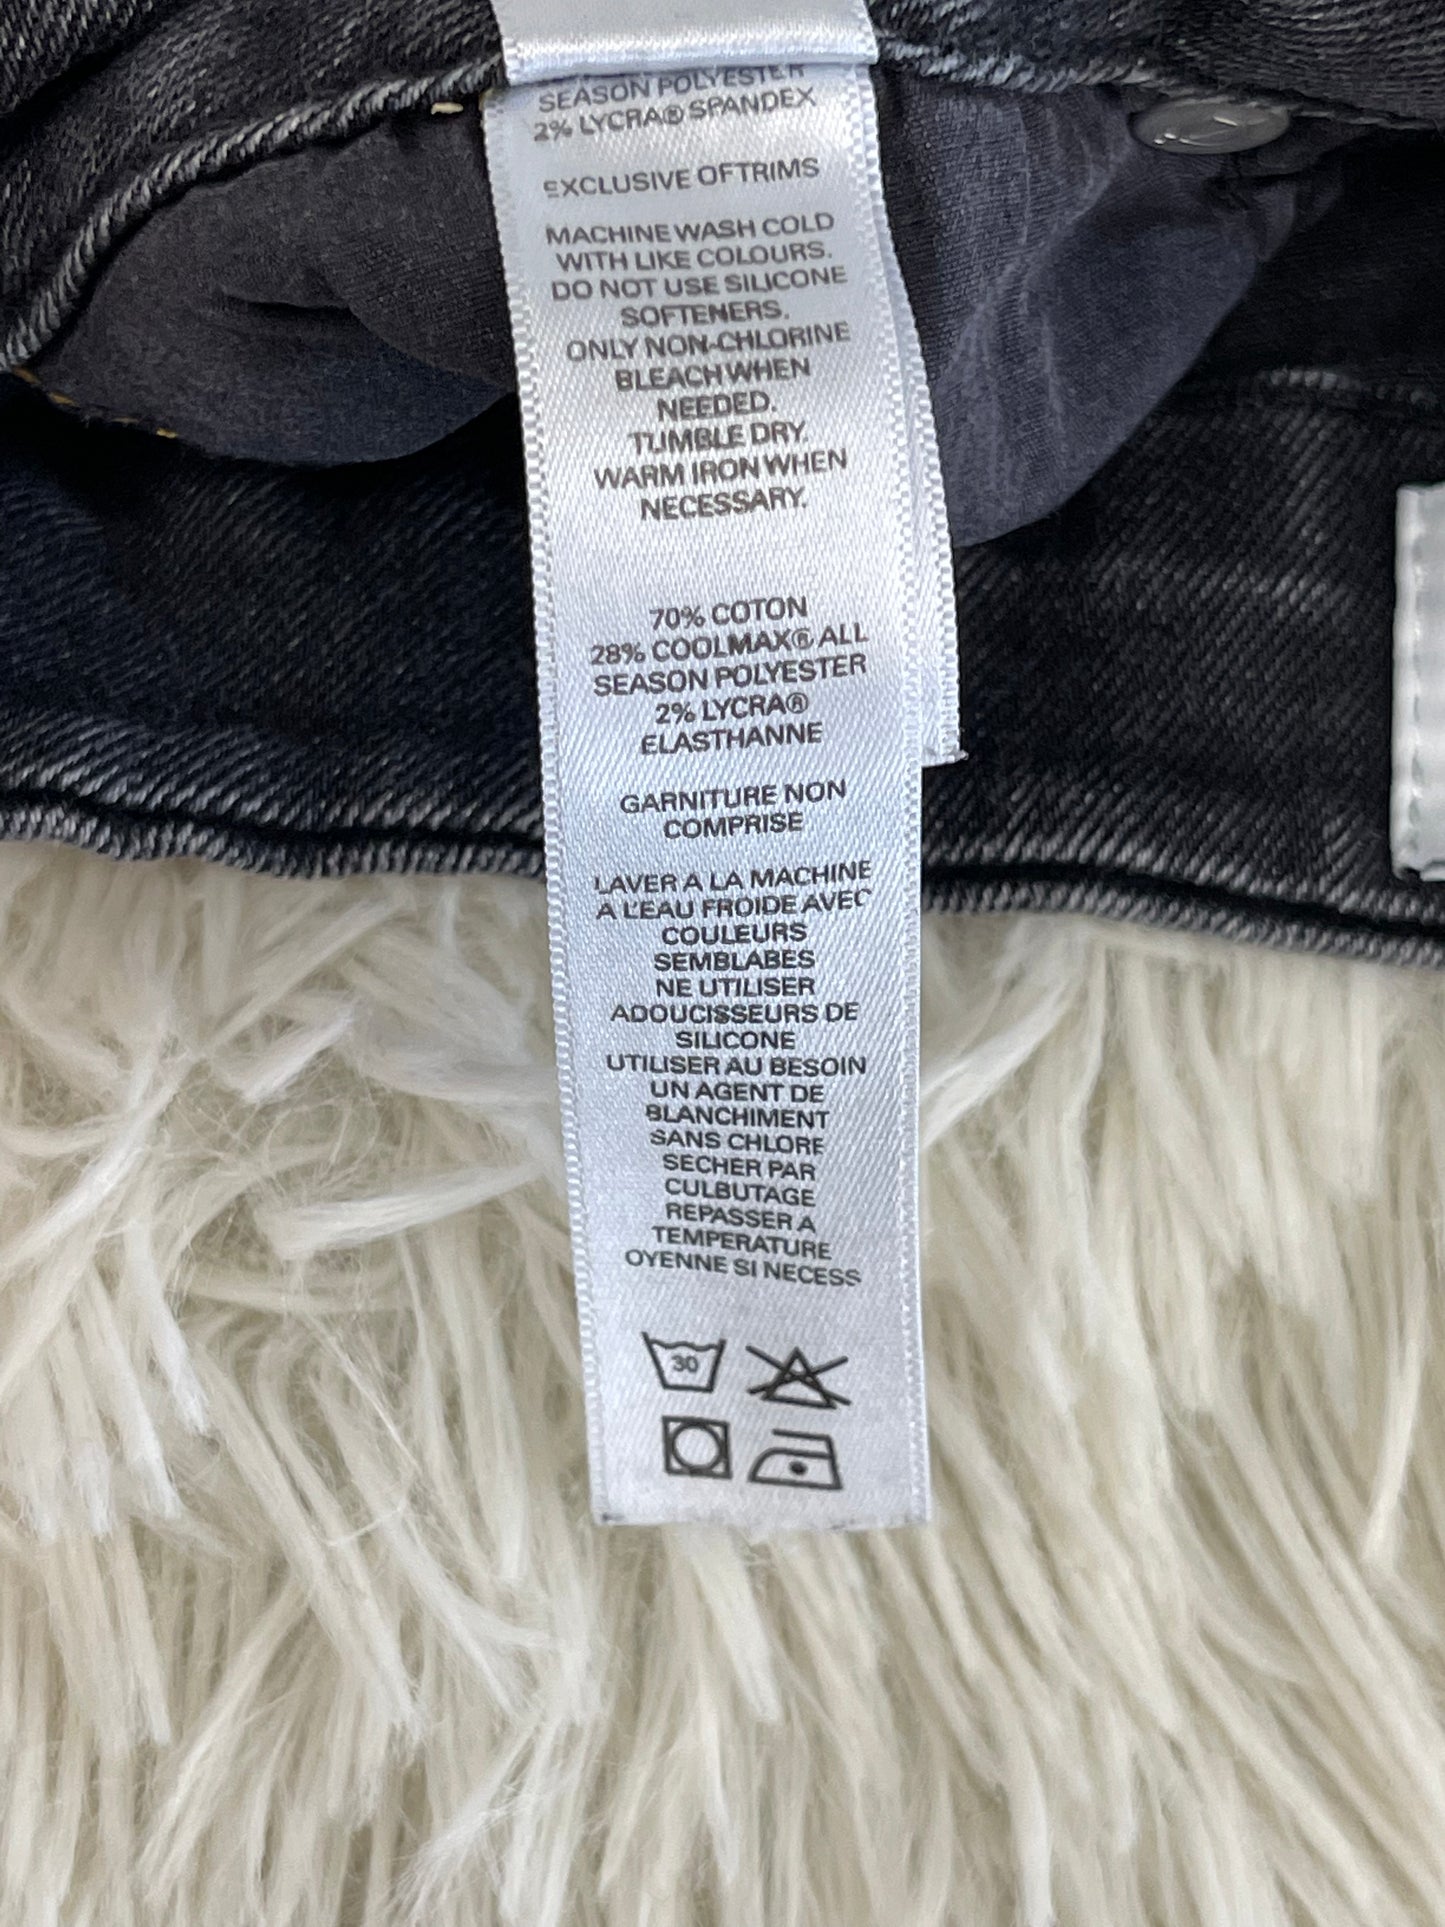 SEASON POLYESTER
2% LYCRA® SPANDEX
EXCLUSIVE OF TRIMS
MACHINE WASH COLD
WITH LIKE COLOURS.
DO NOT USE SILICONE
SOFTENERS.
ONLY NON-CHLORINE
BLEACH WHEN
NEEDED.
TUMBLE DRY.
WARM IRON WHEN
NECESSARY.
70% COTON
28% COOLMAX® ALL
SEASON POLYESTER
2% LYCRA®
ELASTHANNE
GARNITURE NON
COMPRISE
LAVER A LA MACHINE
A L'EAU FROIDE AVEC
COULEURS
SEMBLABES
NE UTILISER
ADOUCISSEURS DE
SILICONE
UTILISER AU BESOIN
UN AGENT DE
BLANCHIMENT
SANS CHLORE
SECHER PAR
CULBUTAGE
REPASSER A
TEMPERATURE
OYENNE SI NECESS
30